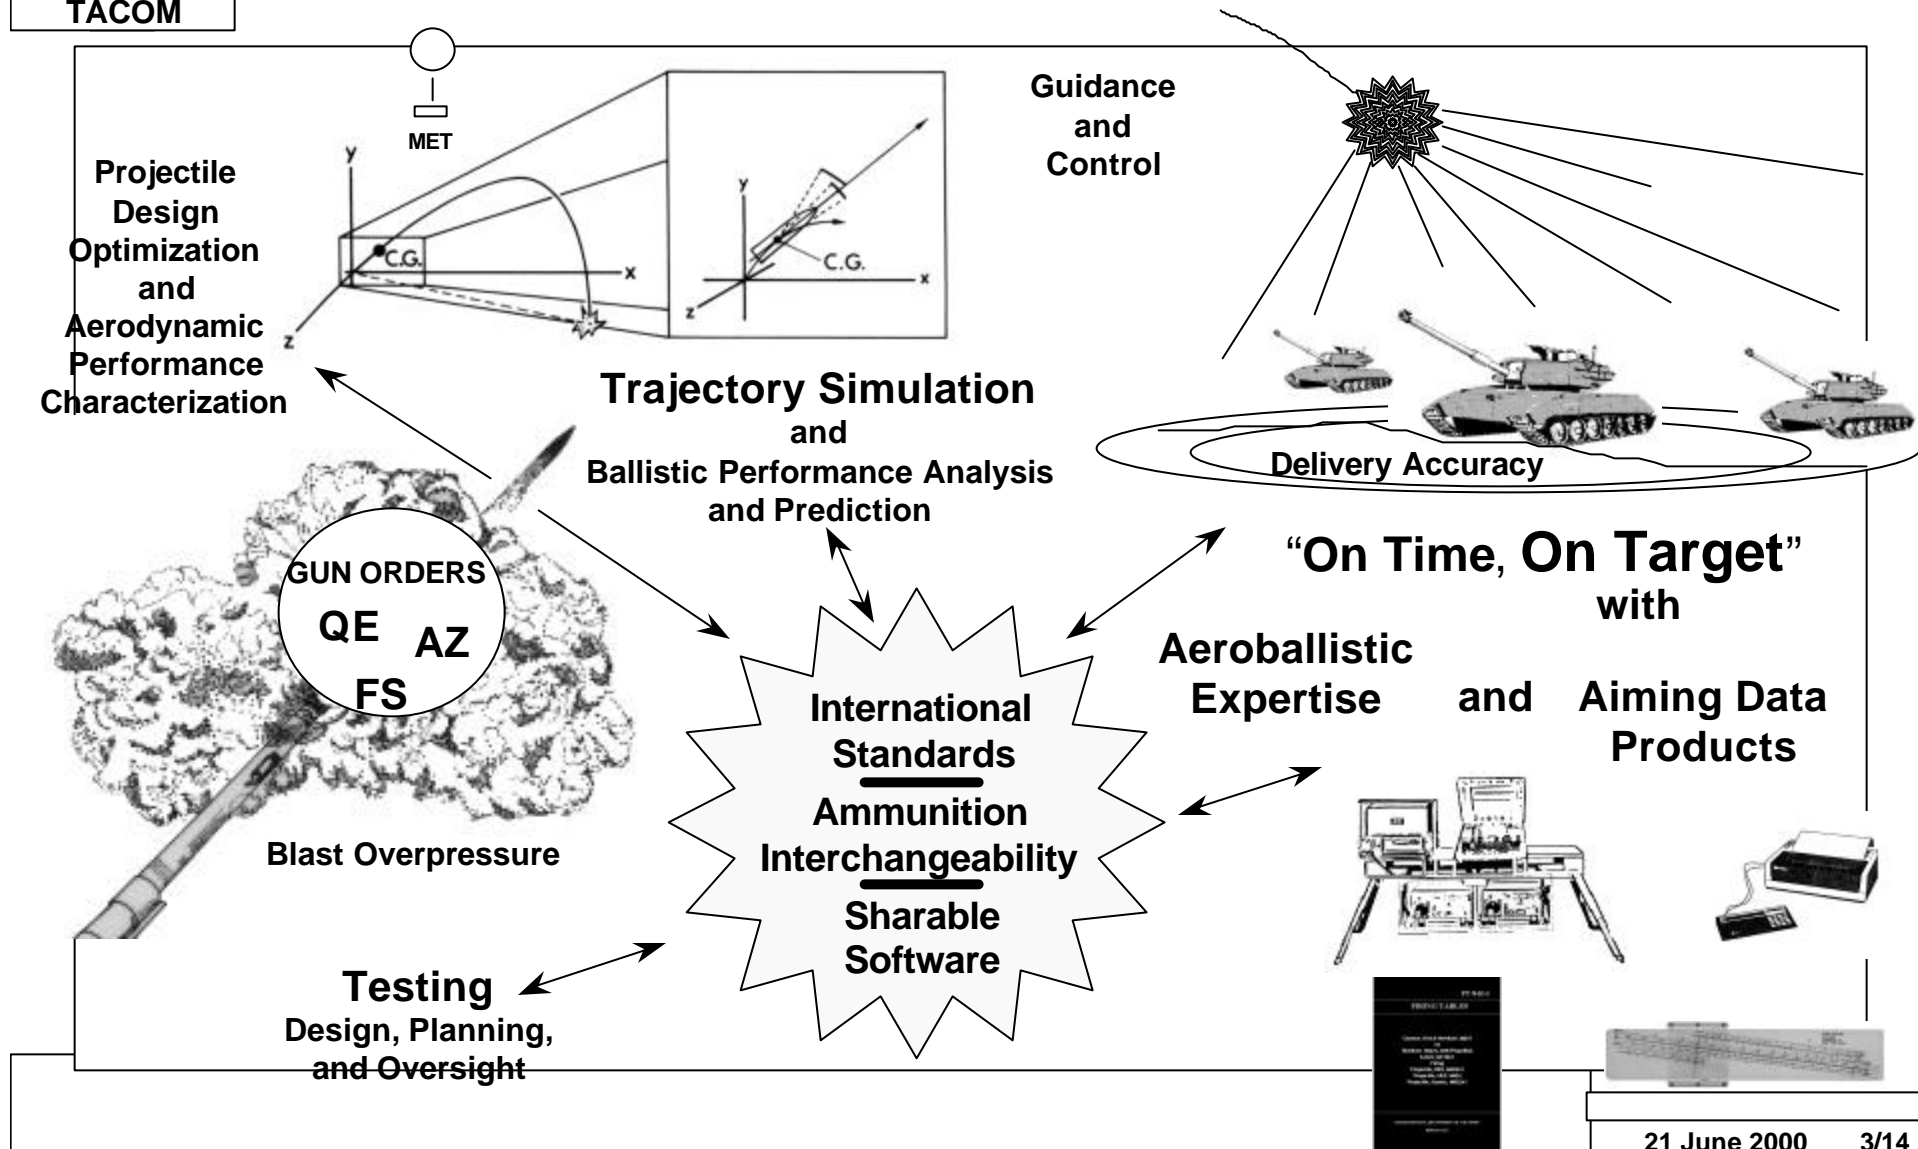 TACOM
MET
Projectile
Design
Optimization
and
Aerodynamic
Performance
Characterization
y
C.G.
x
z
y
C.G.
x
z
Guidance
and
Control
Trajectory Simulation
and
Ballistic Performance Analysis
and Prediction
Delivery Accuracy
GUN ORDERS
QE
AZ
FS
Blast Overpressure
“On Time, On Target”
with
Aeroballistic
Expertise
and
Aiming Data
Products
International
Standards
Ammunition
Interchangeability
Sharable
Software
Testing
Design, Planning,
and Oversight
FIRING TABLES
21 June 2000 3/14